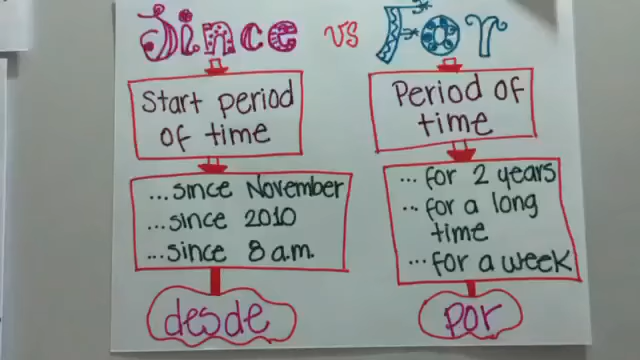 Since vs For
Start period
of time
Period of
time
...since November
...since 2010
...since 8 a.m.
... for 2 years
... for a long
time
... for a week
desde
por